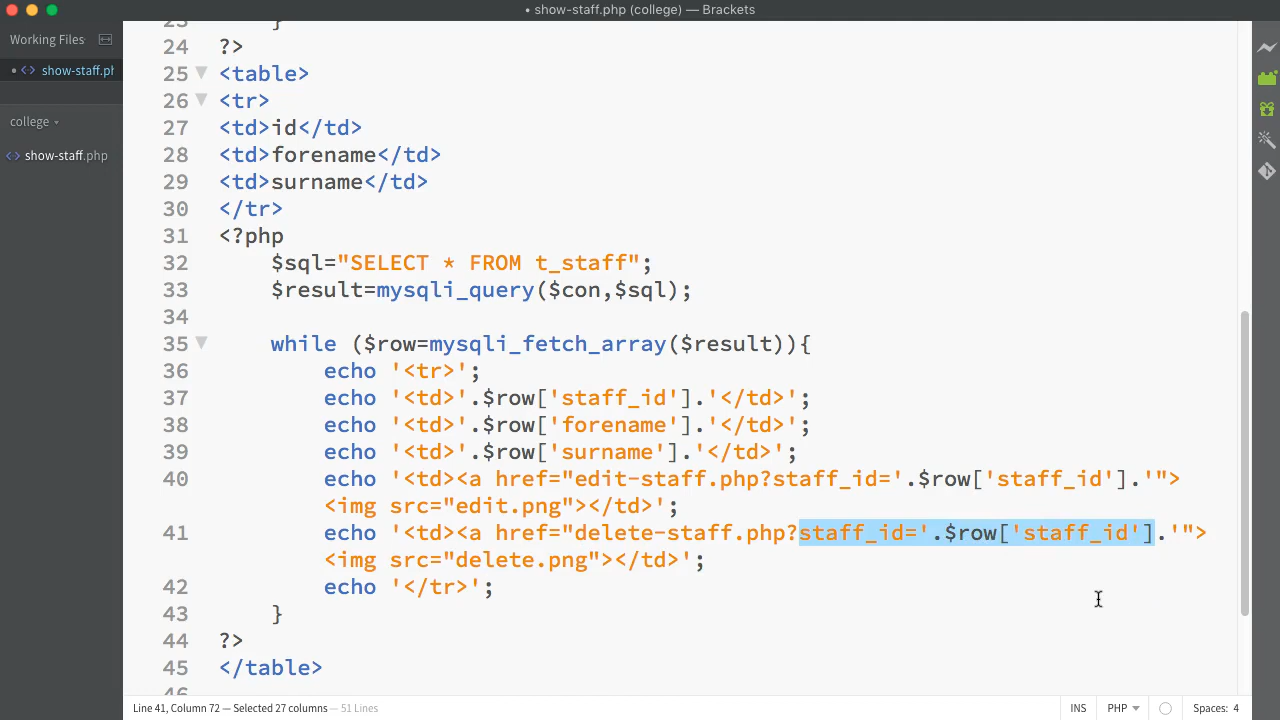 • show-staff.php (college) — Brackets
Working Files
• <> show-staff.ph
college
<> show-staff.php
}
24 ?>
25 <table>
26 <tr>
27 <td>id</td>
28 <td>forename</td>
29 <td>surname</td>
30 </tr>
31 <?php
32 $sql="SELECT * FROM t_staff";
33 $result=mysqli_query($con,$sql);
34
35 while ($row=mysqli_fetch_array($result)){
36 echo '<tr>';
37 echo '<td>'.$row['staff_id'].'</td>';
38 echo '<td>'.$row['forename'].'</td>';
39 echo '<td>'.$row['surname'].'</td>';
40 echo '<td><a href="edit-staff.php?staff_id='.$row['staff_id'].'">
<img src="edit.png"></td>';
41 echo '<td><a href="delete-staff.php?staff_id='.$row['staff_id'].'">
<img src="delete.png"></td>';
42 echo '</tr>';
43 }
44 ?>
45 </table>
Line 41, Column 72 — Selected 27 columns — 51 Lines
INS PHP Spaces: 4